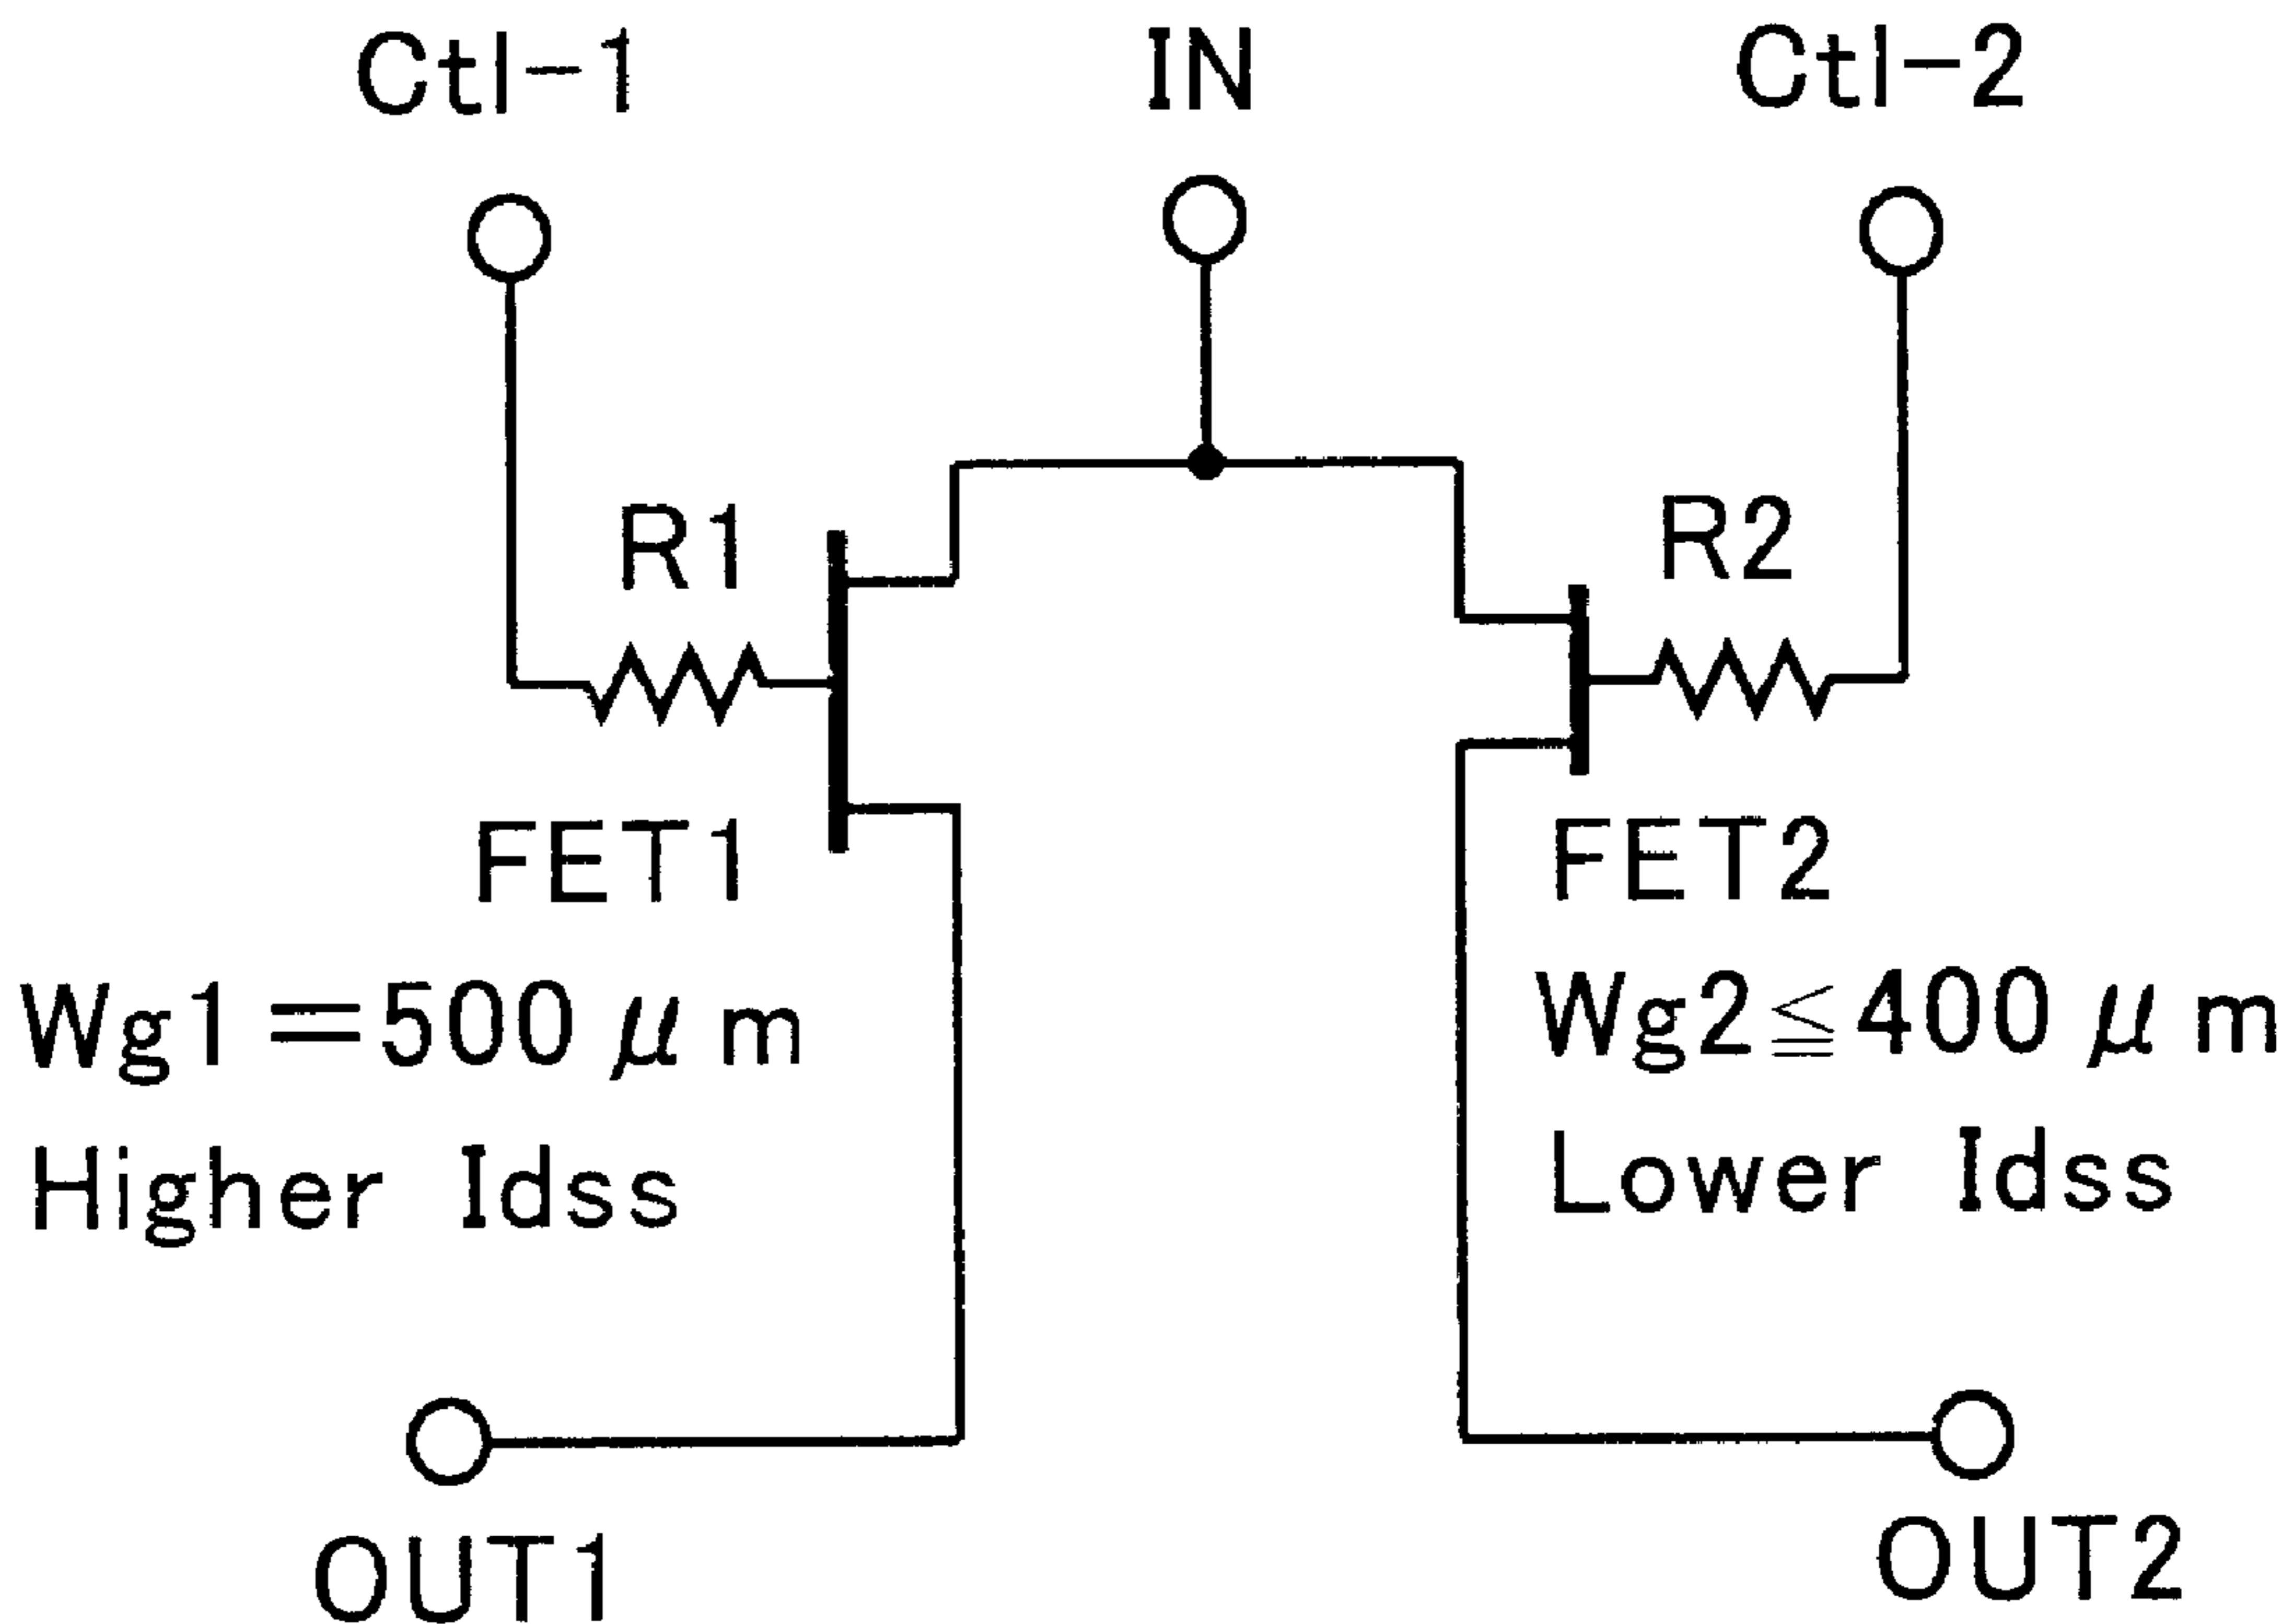 Ctl-1
IN
Ctl-2
R1
R2
FET1
FET2
Wg1=500μm
Wg2≦400μm
Higher Idss
Lower Idss
OUT1
OUT2